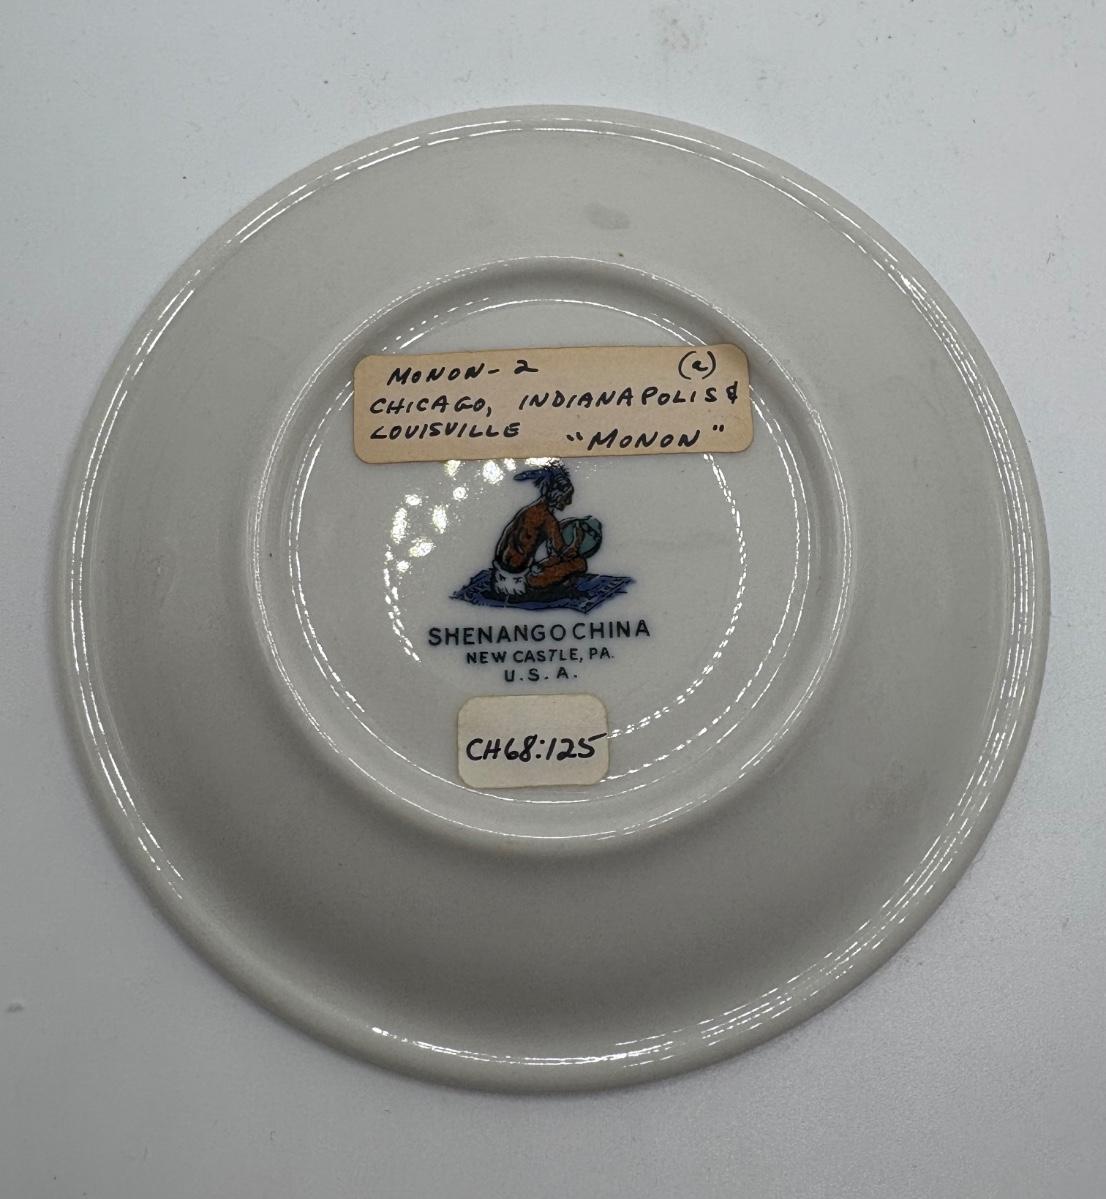 MONON-2 (a)
CHICAGO, INDIANAPOLIS &
LOUISVILLE "MONON"
SHENANGO CHINA
NEW CASTLE, PA.
U.S.A.
CH68:125